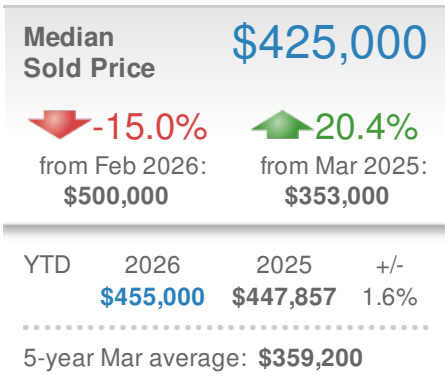 Median
Sold Price
$425,000
-15.0%
from Feb 2026:
$500,000
20.4%
from Mar 2025:
$353,000
YTD 2026 2025 +/-
$455,000 $447,857 1.6%
5-year Mar average: $359,200